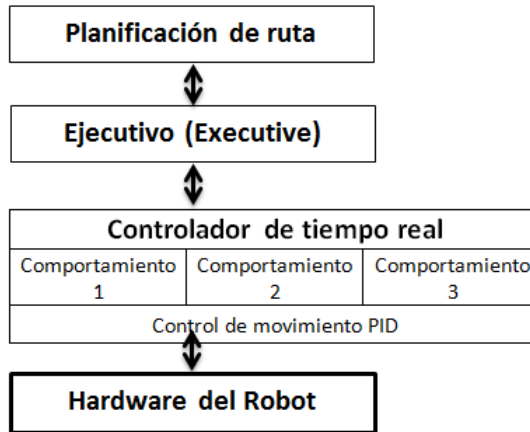 Planificación de ruta
Ejecutivo (Executive)
Controlador de tiempo real
Comportamiento 1
Comportamiento 2
Comportamiento 3
Control de movimiento PID
Hardware del Robot